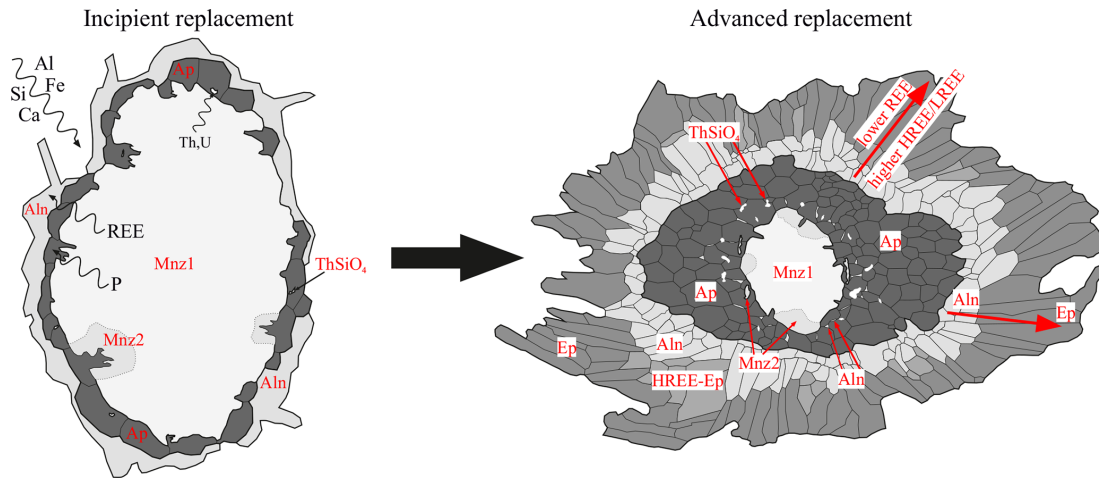 Incipient replacement
Al
Fe
Si
Ca
Ap
Th,U
Aln
REE
Mnz1
P
ThSiO₄
Mnz2
Aln
Ap
Advanced replacement
lower REE
higher HREE/LREE
ThSiO₄
Ap
Mnz1
Ap
Aln
Ep
Ep
Aln
Mnz2
HREE-Ep
Aln